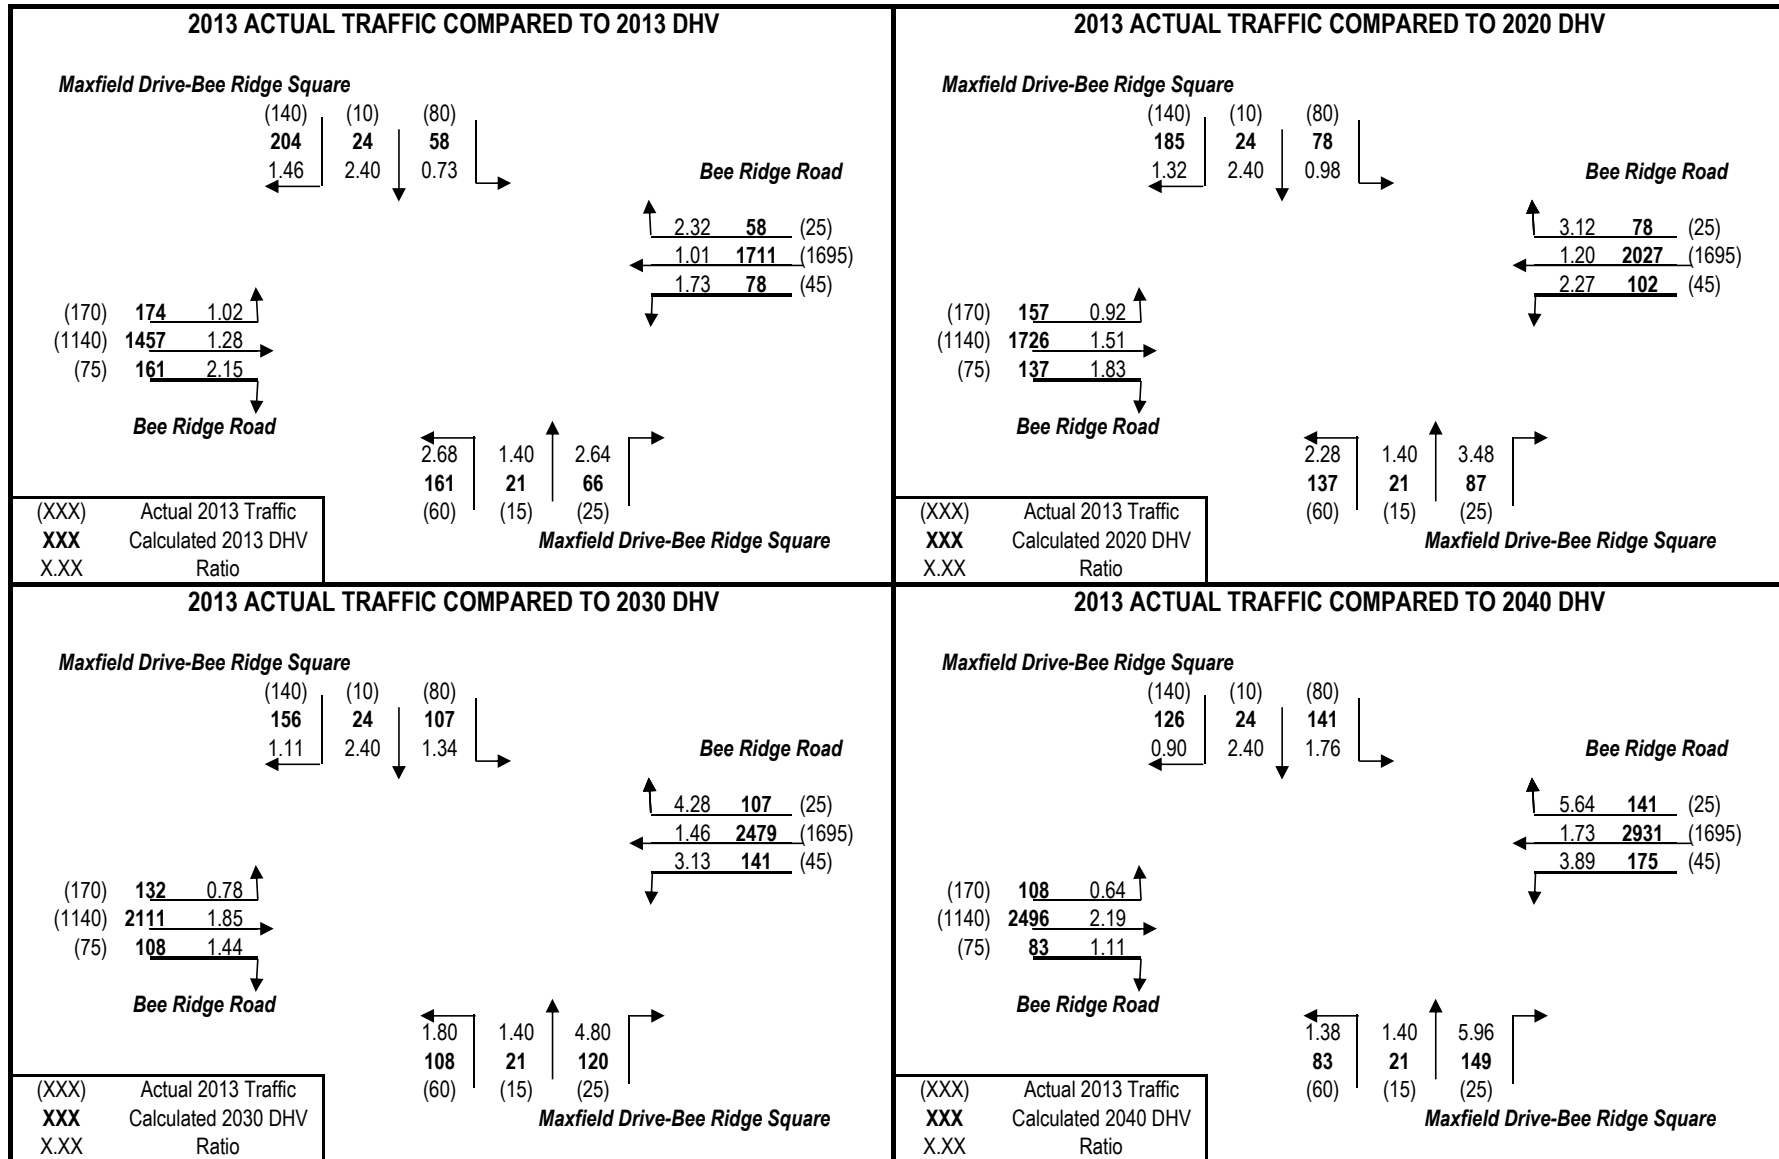 2013 ACTUAL TRAFFIC COMPARED TO 2013 DHV
Maxfield Drive-Bee Ridge Square
(140) (10) (80)
204 24 58
1.46 2.40 0.73
Bee Ridge Road
2.32 58 (25)
1.01 1711 (1695)
1.73 78 (45)
(170) 174 1.02
(1140) 1457 1.28
(75) 161 2.15
Bee Ridge Road
2.68 1.40 2.64
161 21 66
(60) (15) (25)
Maxfield Drive-Bee Ridge Square
(XXX) Actual 2013 Traffic
XXX Calculated 2013 DHV
X.XX Ratio
2013 ACTUAL TRAFFIC COMPARED TO 2020 DHV
Maxfield Drive-Bee Ridge Square
(140) (10) (80)
185 24 78
1.32 2.40 0.98
Bee Ridge Road
3.12 78 (25)
1.20 2027 (1695)
2.27 102 (45)
(170) 157 0.92
(1140) 1726 1.51
(75) 137 1.83
Bee Ridge Road
2.28 1.40 3.48
137 21 87
(60) (15) (25)
Maxfield Drive-Bee Ridge Square
(XXX) Actual 2013 Traffic
XXX Calculated 2020 DHV
X.XX Ratio
2013 ACTUAL TRAFFIC COMPARED TO 2030 DHV
Maxfield Drive-Bee Ridge Square
(140) (10) (80)
156 24 107
1.11 2.40 1.34
Bee Ridge Road
4.28 107 (25)
1.46 2479 (1695)
3.13 141 (45)
(170) 132 0.78
(1140) 2111 1.85
(75) 108 1.44
Bee Ridge Road
1.80 1.40 4.80
108 21 120
(60) (15) (25)
Maxfield Drive-Bee Ridge Square
(XXX) Actual 2013 Traffic
XXX Calculated 2030 DHV
X.XX Ratio
2013 ACTUAL TRAFFIC COMPARED TO 2040 DHV
Maxfield Drive-Bee Ridge Square
(140) (10) (80)
126 24 141
0.90 2.40 1.76
Bee Ridge Road
5.64 141 (25)
1.73 2931 (1695)
3.89 175 (45)
(170) 108 0.64
(1140) 2496 2.19
(75) 83 1.11
Bee Ridge Road
1.38 1.40 5.96
83 21 149
(60) (15) (25)
Maxfield Drive-Bee Ridge Square
(XXX) Actual 2013 Traffic
XXX Calculated 2040 DHV
X.XX Ratio